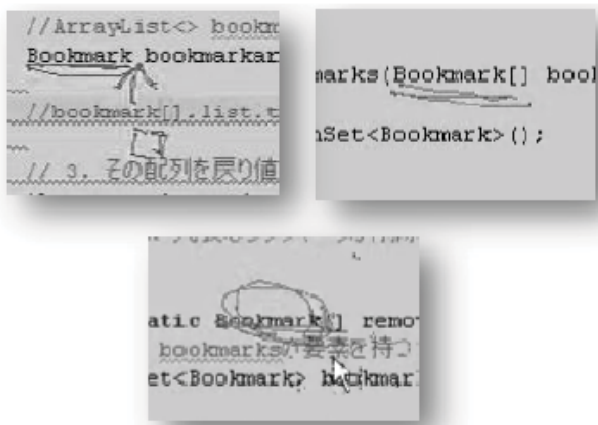 //ArrayList<> bookm
Bookmark bookmarkar
//bookmark[].list.t
// 3. その配列を戻り値
marks(Bookmark[] book
hSet<Bookmark>();
atic Bookmark[] remo
bookmarksが要素を持つ
et<Bookmark> bookmar